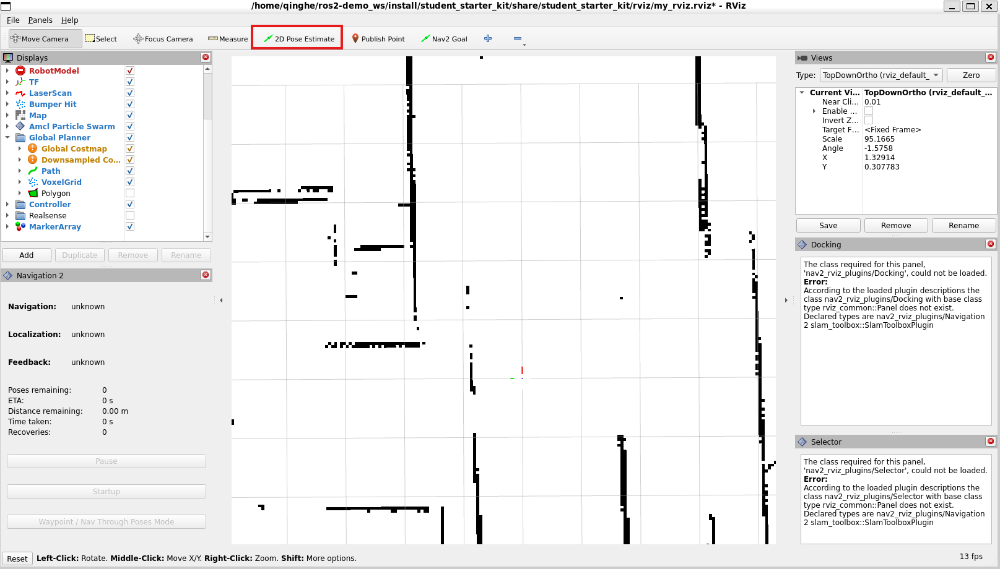 /home/qinghe/ros2-demo_ws/install/student_starter_kit/share/student_starter_kit/rviz/my_rviz.rviz* - RViz
File Panels Help
Move Camera Select Focus Camera Measure 2D Pose Estimate Publish Point Nav2 Goal
Displays
RobotModel
TF
LaserScan
Bumper Hit
Map
Amcl Particle Swarm
Global Planner
Global Costmap
Downsampled Co...
Path
VoxelGrid
Polygon
Controller
Realsense
MarkerArray
Add Duplicate Remove Rename
Navigation 2
Navigation: unknown
Localization: unknown
Feedback: unknown
Poses remaining: 0
ETA: 0 s
Distance remaining: 0.00 m
Time taken: 0 s
Recoveries: 0
Pause
Startup
Waypoint / Nav Through Poses Mode
Views
Type: TopDownOrtho (rviz_default_ Zero
Current Vi... TopDownOrtho (rviz_default_...
Near Cli... 0.01
Enable ...
Invert Z...
Target F... <Fixed Frame>
Scale 95.1665
Angle -1.5758
X 1.32914
Y 0.307783
Save Remove Rename
Docking
The class required for this panel,
'nav2_rviz_plugins/Docking', could not be loaded.
Error:
According to the loaded plugin descriptions the
class nav2_rviz_plugins/Docking with base class
type rviz_common::Panel does not exist.
Declared types are nav2_rviz_plugins/Navigation
2 slam_toolbox::SlamToolboxPlugin
Selector
The class required for this panel,
'nav2_rviz_plugins/Selector', could not be loaded.
Error:
According to the loaded plugin descriptions the
class nav2_rviz_plugins/Selector with base class
type rviz_common::Panel does not exist.
Declared types are nav2_rviz_plugins/Navigation
2 slam_toolbox::SlamToolboxPlugin
Reset Left-Click: Rotate. Middle-Click: Move X/Y. Right-Click: Zoom. Shift: More options. 13 fps